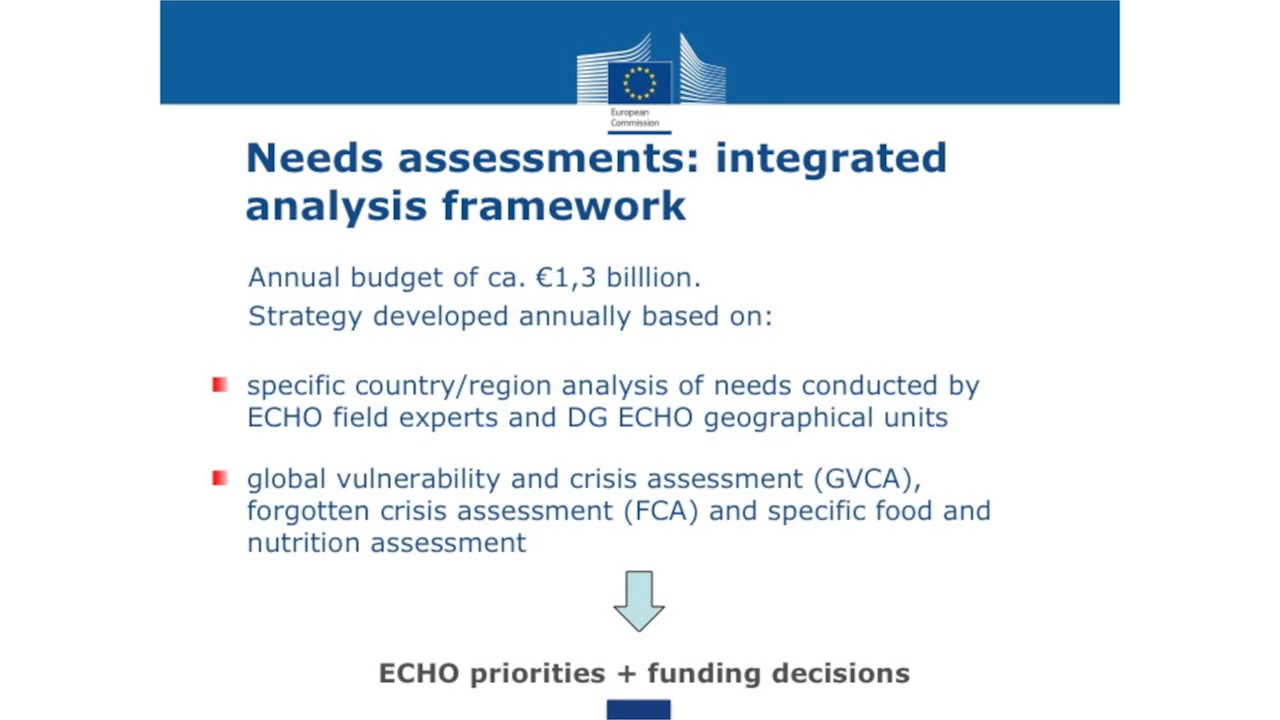 European
Commission
Needs assessments: integrated
analysis framework
Annual budget of ca. €1,3 billlion.
Strategy developed annually based on:
specific country/region analysis of needs conducted by
ECHO field experts and DG ECHO geographical units
global vulnerability and crisis assessment (GVCA),
forgotten crisis assessment (FCA) and specific food and
nutrition assessment
ECHO priorities + funding decisions